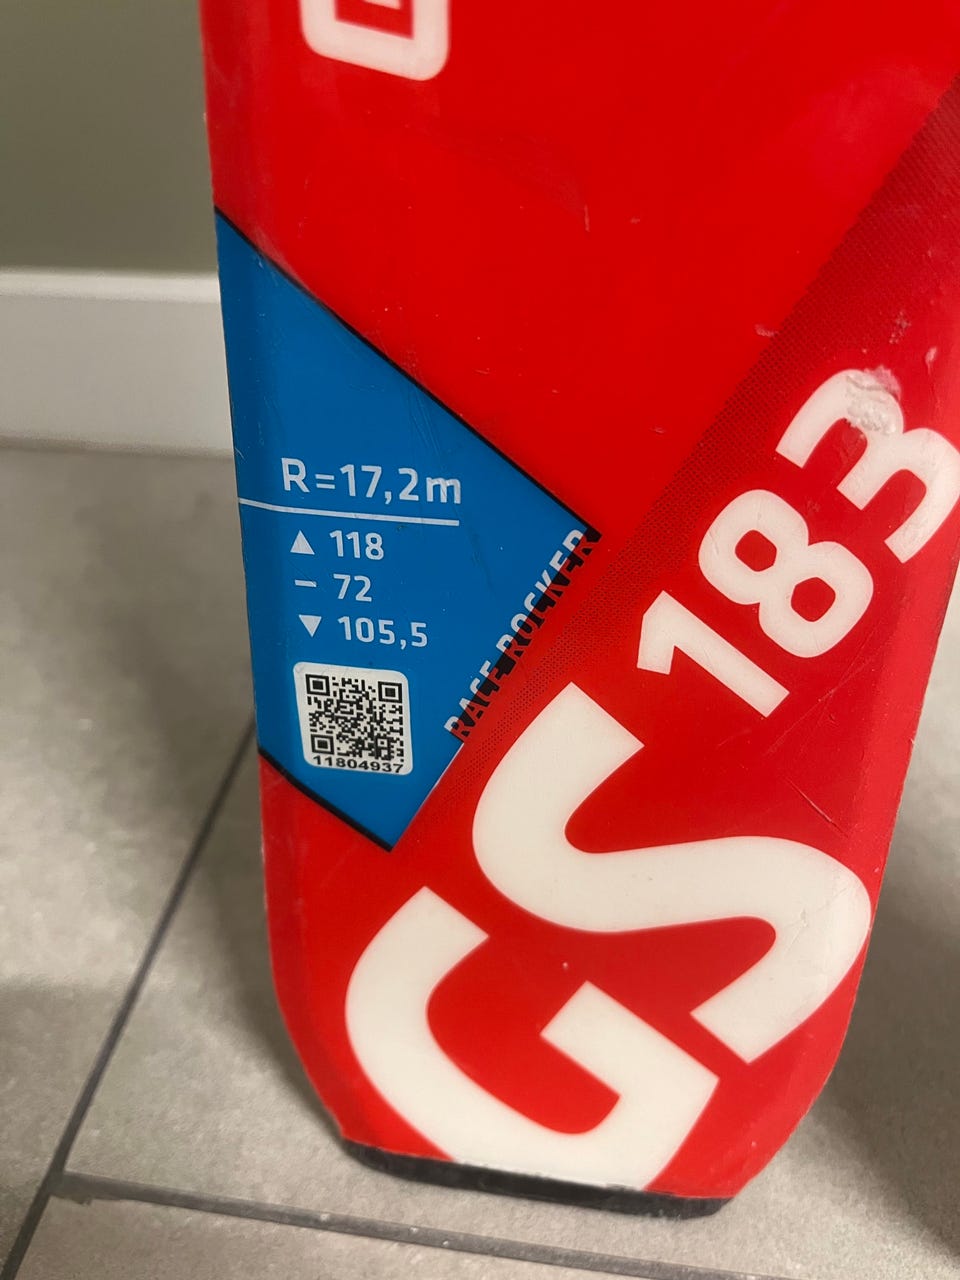 R=17,2m
▲ 118
– 72
▼ 105,5
11804937
RACE ROCKER
GS 183